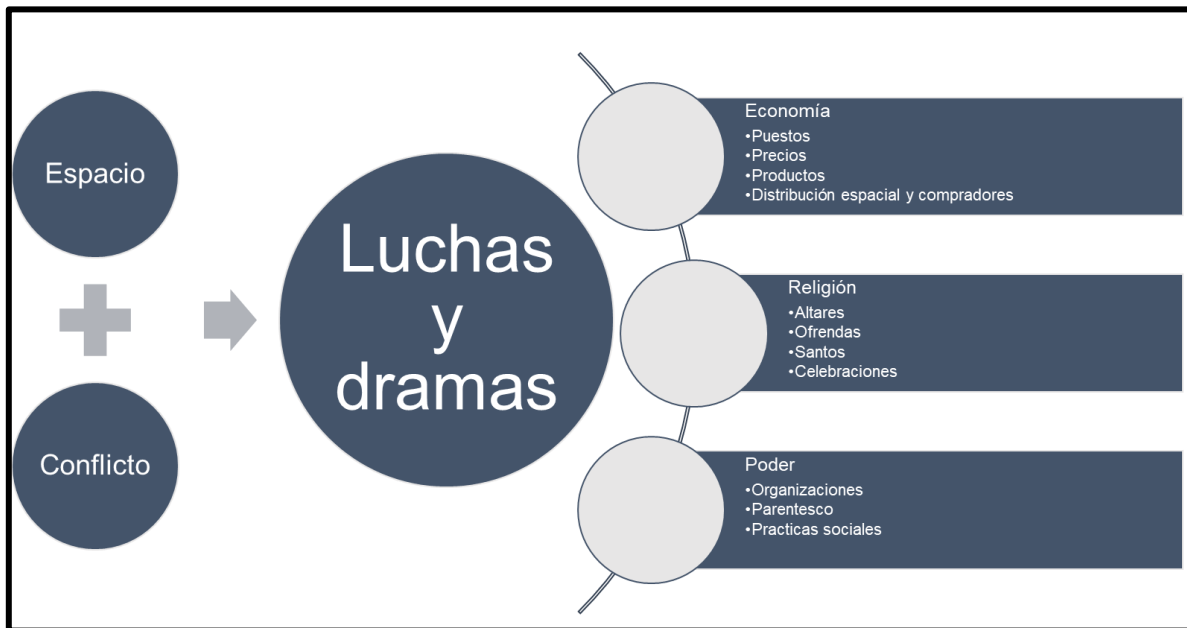 Espacio
Conflicto
Luchas
y
dramas
Economía
•Puestos
•Precios
•Productos
•Distribución espacial y compradores
Religión
•Altares
•Ofrendas
•Santos
•Celebraciones
Poder
•Organizaciones
•Parentesco
•Practicas sociales